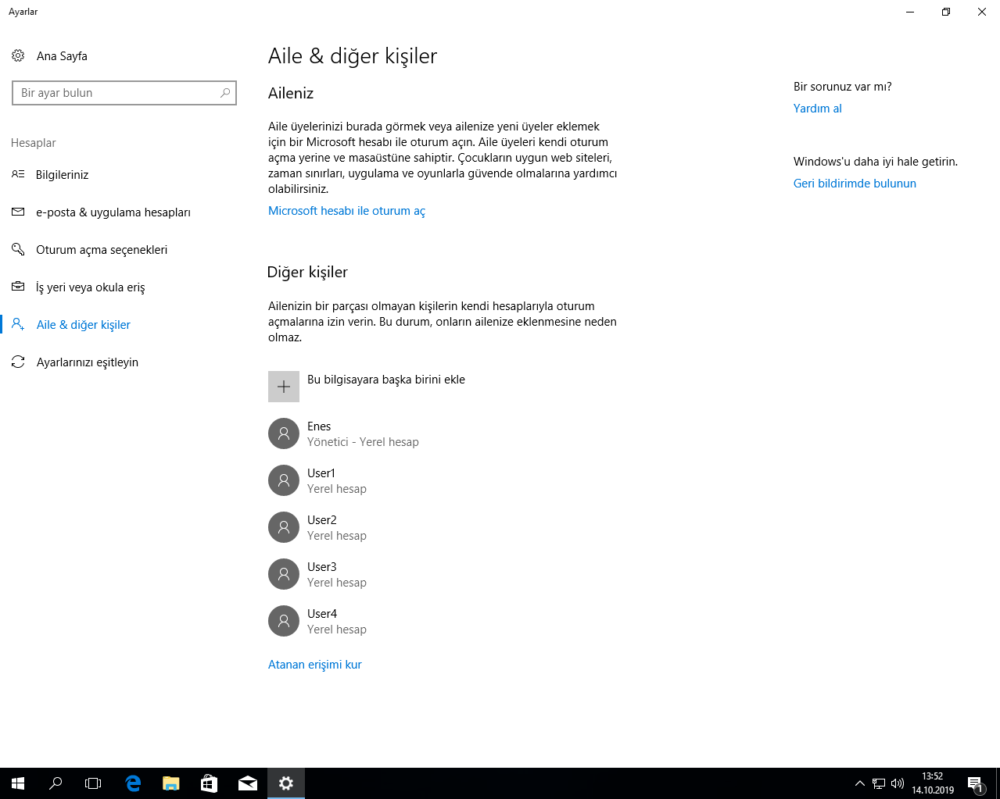 Ayarlar
Ana Sayfa
Bir ayar bulun
Hesaplar
Bilgileriniz
e-posta & uygulama hesapları
Oturum açma seçenekleri
İş yeri veya okula eriş
Aile & diğer kişiler
Ayarlarınızı eşitleyin
Aile & diğer kişiler
Aileniz
Aile üyelerinizi burada görmek veya ailenize yeni üyeler eklemek
için bir Microsoft hesabı ile oturum açın. Aile üyeleri kendi oturum
açma yerine ve masaüstüne sahiptir. Çocukların uygun web siteleri,
zaman sınırları, uygulama ve oyunlarla güvende olmalarına yardımcı
olabilirsiniz.
Microsoft hesabı ile oturum aç
Diğer kişiler
Ailenizin bir parçası olmayan kişilerin kendi hesaplarıyla oturum
açmalarına izin verin. Bu durum, onların ailenize eklenmesine neden
olmaz.
Bu bilgisayara başka birini ekle
Enes
Yönetici - Yerel hesap
User1
Yerel hesap
User2
Yerel hesap
User3
Yerel hesap
User4
Yerel hesap
Atanan erişimi kur
Bir sorunuz var mı?
Yardım al
Windows'u daha iyi hale getirin.
Geri bildirimde bulunun
13:52
14.10.2019
1